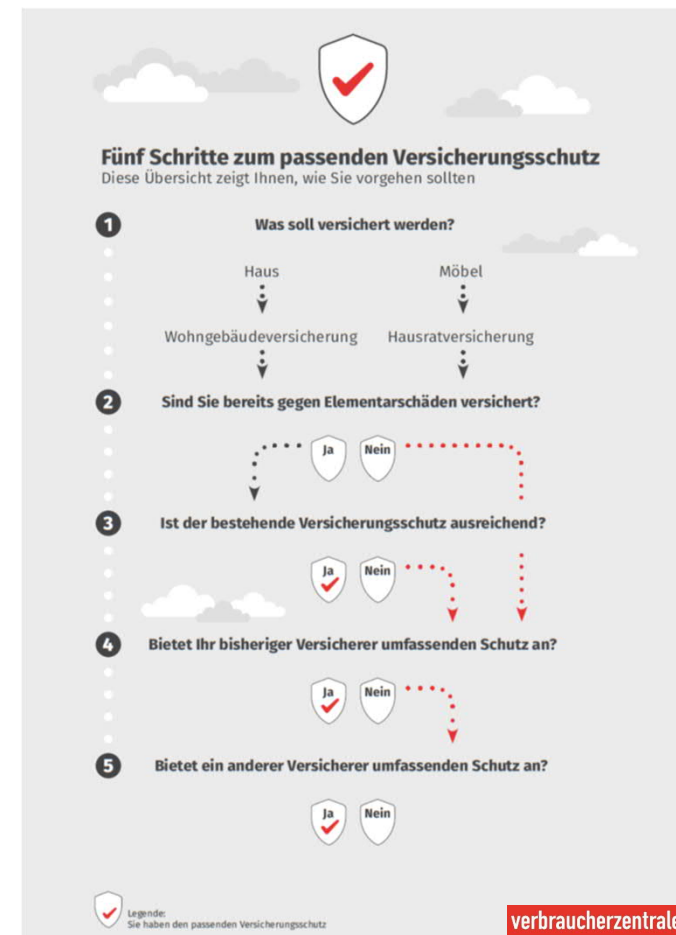 Fünf Schritte zum passenden Versicherungsschutz
Diese Übersicht zeigt Ihnen, wie Sie vorgehen sollten
1 Was soll versichert werden?
Haus Möbel
Wohngebäudeversicherung Hausratversicherung
2 Sind Sie bereits gegen Elementarschäden versichert?
Ja Nein
3 Ist der bestehende Versicherungsschutz ausreichend?
Ja Nein
4 Bietet Ihr bisheriger Versicherer umfassenden Schutz an?
Ja Nein
5 Bietet ein anderer Versicherer umfassenden Schutz an?
Ja Nein
Legende:
Sie haben den passenden Versicherungsschutz
verbraucherzentrale